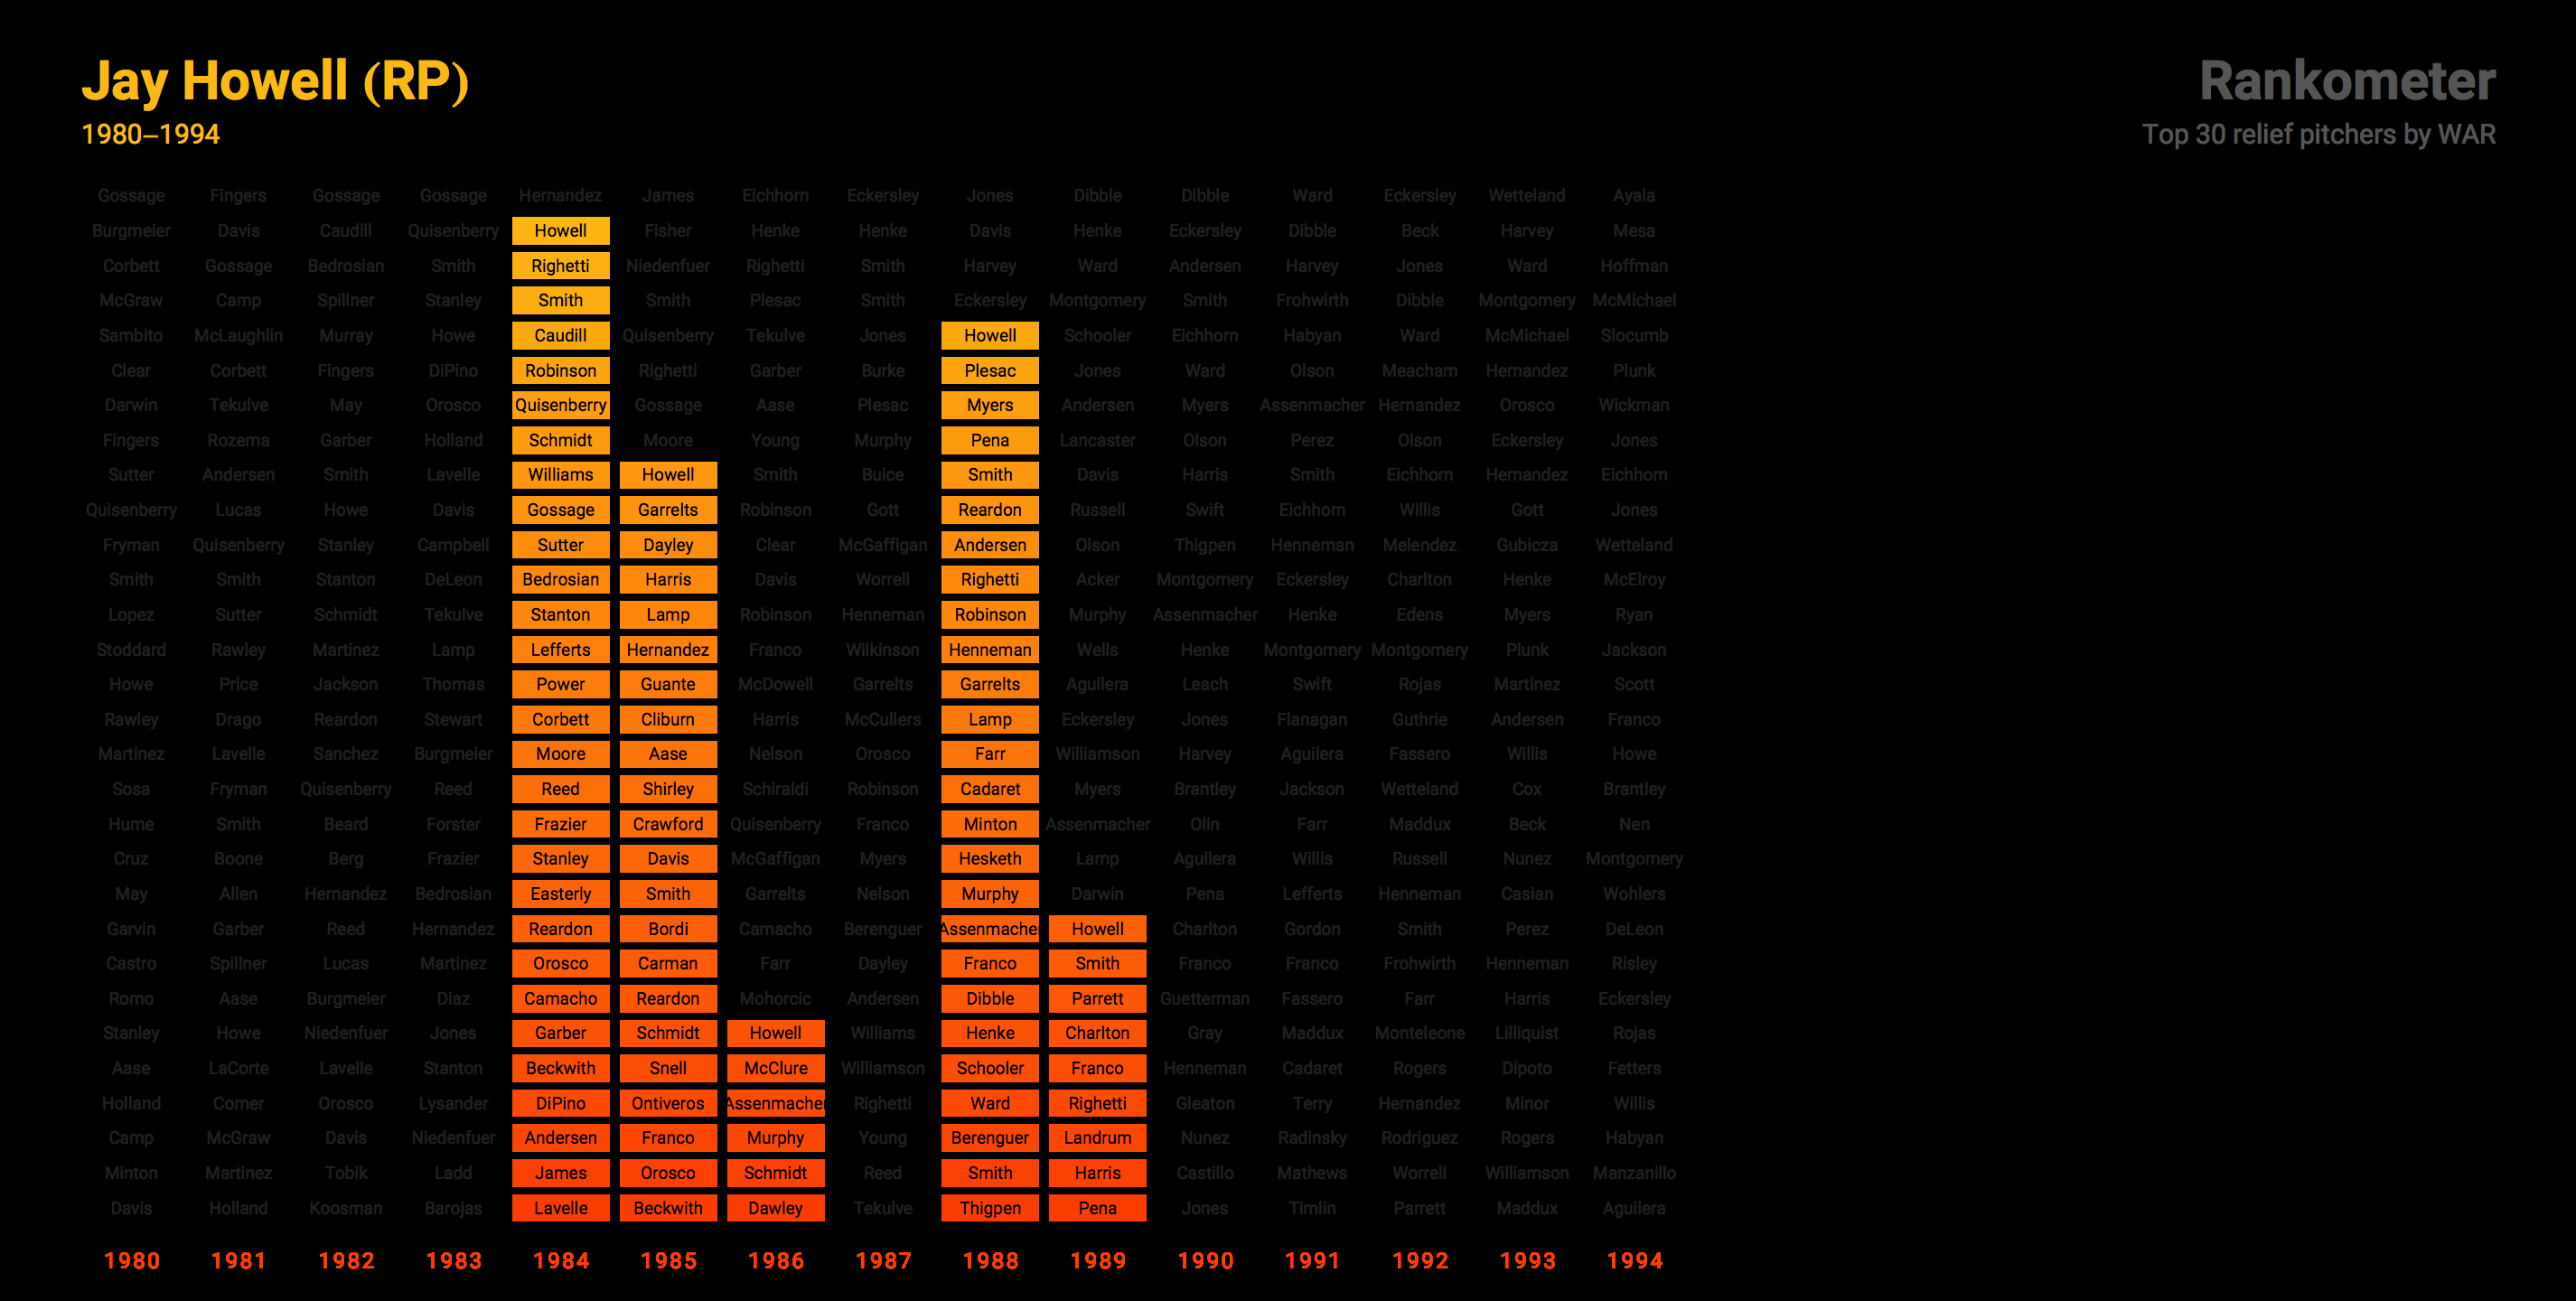 Jay Howell (RP)
Rankometer
1980–1994
Top 30 relief pitchers by WAR
Gossage Fingers Gossage Gossage Hernandez James Eichhorn Eckersley Jones Dibble Dibble Ward Eckersley Wetteland Ayala
Burgmeier Davis Caudill Quisenberry Howell Fisher Henke Henke Davis Henke Eckersley Dibble Beck Harvey Mesa
Corbett Gossage Bedrosian Smith Righetti Niedenfuer Righetti Smith Harvey Ward Andersen Harvey Jones Ward Hoffman
McGraw Camp Spillner Stanley Smith Smith Plesac Smith Eckersley Montgomery Smith Frohwirth Dibble Montgomery McMichael
Sambito McLaughlin Murray Howe Caudill Quisenberry Tekulve Jones Howell Schooler Eichhorn Habyan Ward McMichael Slocumb
Clear Corbett Fingers DiPino Robinson Righetti Garber Burke Plesac Jones Ward Olson Meacham Hernandez Plunk
Darwin Tekulve May Orosco Quisenberry Gossage Aase Plesac Myers Andersen Myers Assenmacher Hernandez Orosco Wickman
Fingers Rozema Garber Holland Schmidt Moore Young Murphy Pena Lancaster Olson Perez Olson Eckersley Jones
Sutter Andersen Smith Lavelle Williams Howell Smith Buice Smith Davis Harris Smith Eichhorn Hernandez Eichhorn
Quisenberry Lucas Howe Davis Gossage Garrelts Robinson Gott Reardon Russell Swift Eichhorn Willis Gott Jones
Fryman Quisenberry Stanley Campbell Sutter Dayley Clear McGaffigan Andersen Olson Thigpen Henneman Melendez Gubicza Wetteland
Smith Smith Stanton DeLeon Bedrosian Harris Davis Worrell Righetti Acker Montgomery Eckersley Charlton Henke McElroy
Lopez Sutter Schmidt Tekulve Stanton Lamp Robinson Henneman Robinson Murphy Assenmacher Henke Edens Myers Ryan
Stoddard Rawley Martinez Lamp Lefferts Hernandez Franco Wilkinson Henneman Wells Henke Montgomery Montgomery Plunk Jackson
Howe Price Jackson Thomas Power Guante McDowell Garrelts Garrelts Aguilera Leach Swift Rojas Martinez Scott
Rawley Drago Reardon Stewart Corbett Cliburn Harris McCullers Lamp Eckersley Jones Flanagan Guthrie Andersen Franco
Martinez Lavelle Sanchez Burgmeier Moore Aase Nelson Orosco Farr Williamson Harvey Aguilera Fassero Willis Howe
Sosa Fryman Quisenberry Reed Reed Shirley Schiraldi Robinson Cadaret Myers Brantley Jackson Wetteland Cox Brantley
Hume Smith Beard Forster Frazier Crawford Quisenberry Franco Minton Assenmacher Olin Farr Maddux Beck Nen
Cruz Boone Berg Frazier Stanley Davis McGaffigan Myers Hesketh Lamp Aguilera Willis Russell Nunez Montgomery
May Allen Hernandez Bedrosian Easterly Smith Garrelts Nelson Murphy Darwin Pena Lefferts Henneman Casian Wohlers
Garvin Garber Reed Hernandez Reardon Bordi Camacho Berenguer Assenmacher Howell Charlton Gordon Smith Perez DeLeon
Castro Spillner Lucas Martinez Orosco Carman Farr Dayley Franco Smith Franco Franco Frohwirth Henneman Risley
Romo Aase Burgmeier Diaz Camacho Reardon Mohorcic Andersen Dibble Parrett Guetterman Fassero Farr Harris Eckersley
Stanley Howe Niedenfuer Jones Garber Schmidt Howell Williams Henke Charlton Gray Maddux Monteleone Lilliquist Rojas
Aase LaCorte Lavelle Stanton Beckwith Snell McClure Williamson Schooler Franco Henneman Cadaret Rogers Dipoto Fetters
Holland Comer Orosco Lysander DiPino Ontiveros Assenmacher Righetti Ward Righetti Gleaton Terry Hernandez Minor Willis
Camp McGraw Davis Niedenfuer Andersen Franco Murphy Young Berenguer Landrum Nunez Radinsky Rodriguez Rogers Habyan
Minton Martinez Tobik Ladd James Orosco Schmidt Reed Smith Harris Castillo Mathews Worrell Williamson Manzanillo
Davis Holland Koosman Barojas Lavelle Beckwith Dawley Tekulve Thigpen Pena Jones Timlin Parrett Maddux Aguilera
1980 1981 1982 1983 1984 1985 1986 1987 1988 1989 1990 1991 1992 1993 1994